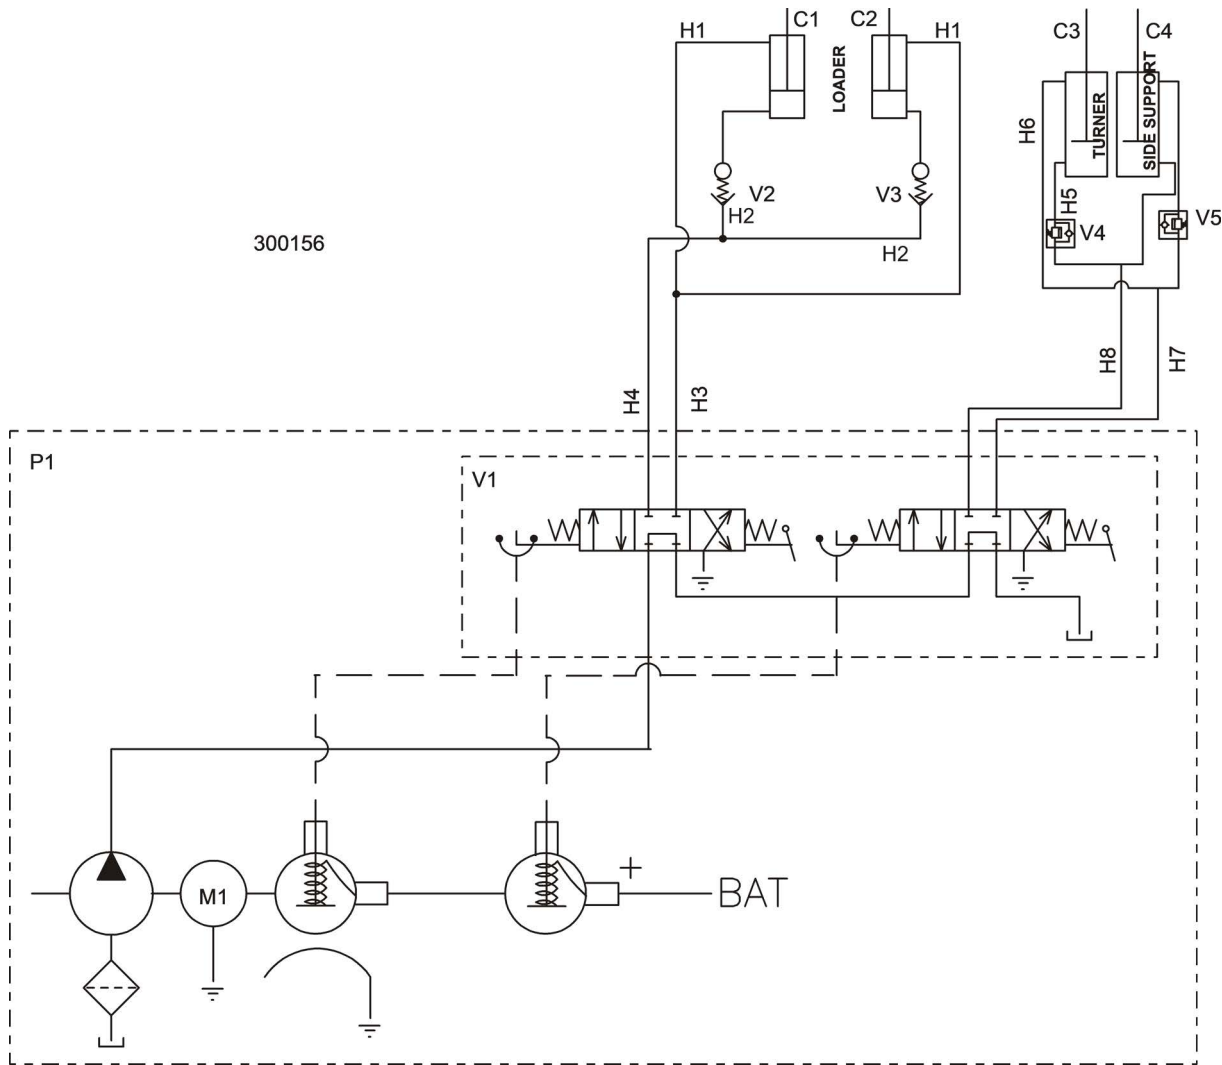 H1
C1
C2
H1
LOADER
C3
C4
TURNER
SIDE SUPPORT
H6
V2
V3
H5
H2
V4
V5
300156
H2
H8
H7
H4
H3
P1
V1
M1
+
BAT